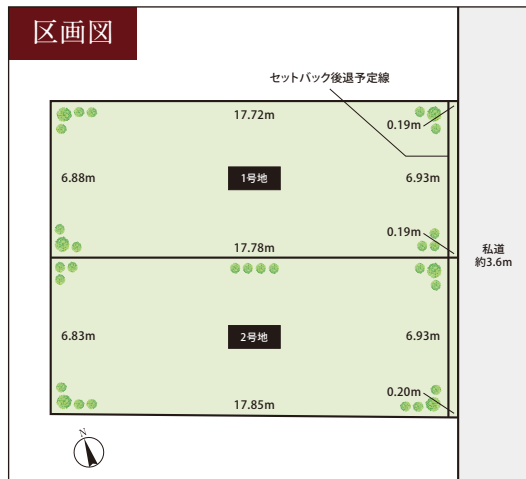 区画図
セットバック後退予定線
17.72m
0.19m
6.88m
1号地
6.93m
0.19m
17.78m
私道
約3.6m
6.83m
2号地
6.93m
0.20m
17.85m
N